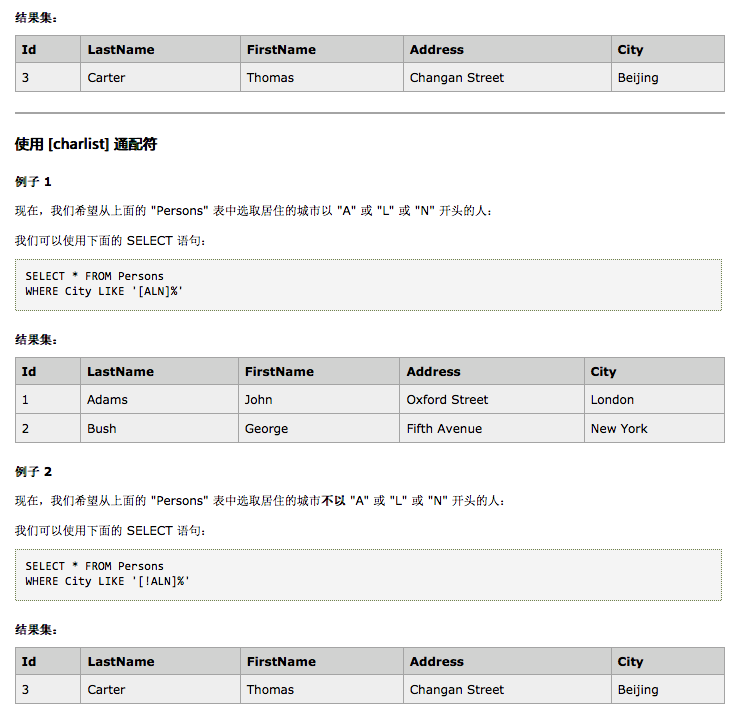 结果集：
Id LastName FirstName Address City
3 Carter Thomas Changan Street Beijing
使用 [charlist] 通配符
例子 1
现在，我们希望从上面的 "Persons" 表中选取居住的城市以 "A" 或 "L" 或 "N" 开头的人：
我们可以使用下面的 SELECT 语句：
SELECT * FROM Persons
WHERE City LIKE '[ALN]%'
结果集：
Id LastName FirstName Address City
1 Adams John Oxford Street London
2 Bush George Fifth Avenue New York
例子 2
现在，我们希望从上面的 "Persons" 表中选取居住的城市不以 "A" 或 "L" 或 "N" 开头的人：
我们可以使用下面的 SELECT 语句：
SELECT * FROM Persons
WHERE City LIKE '[!ALN]%'
结果集：
Id LastName FirstName Address City
3 Carter Thomas Changan Street Beijing